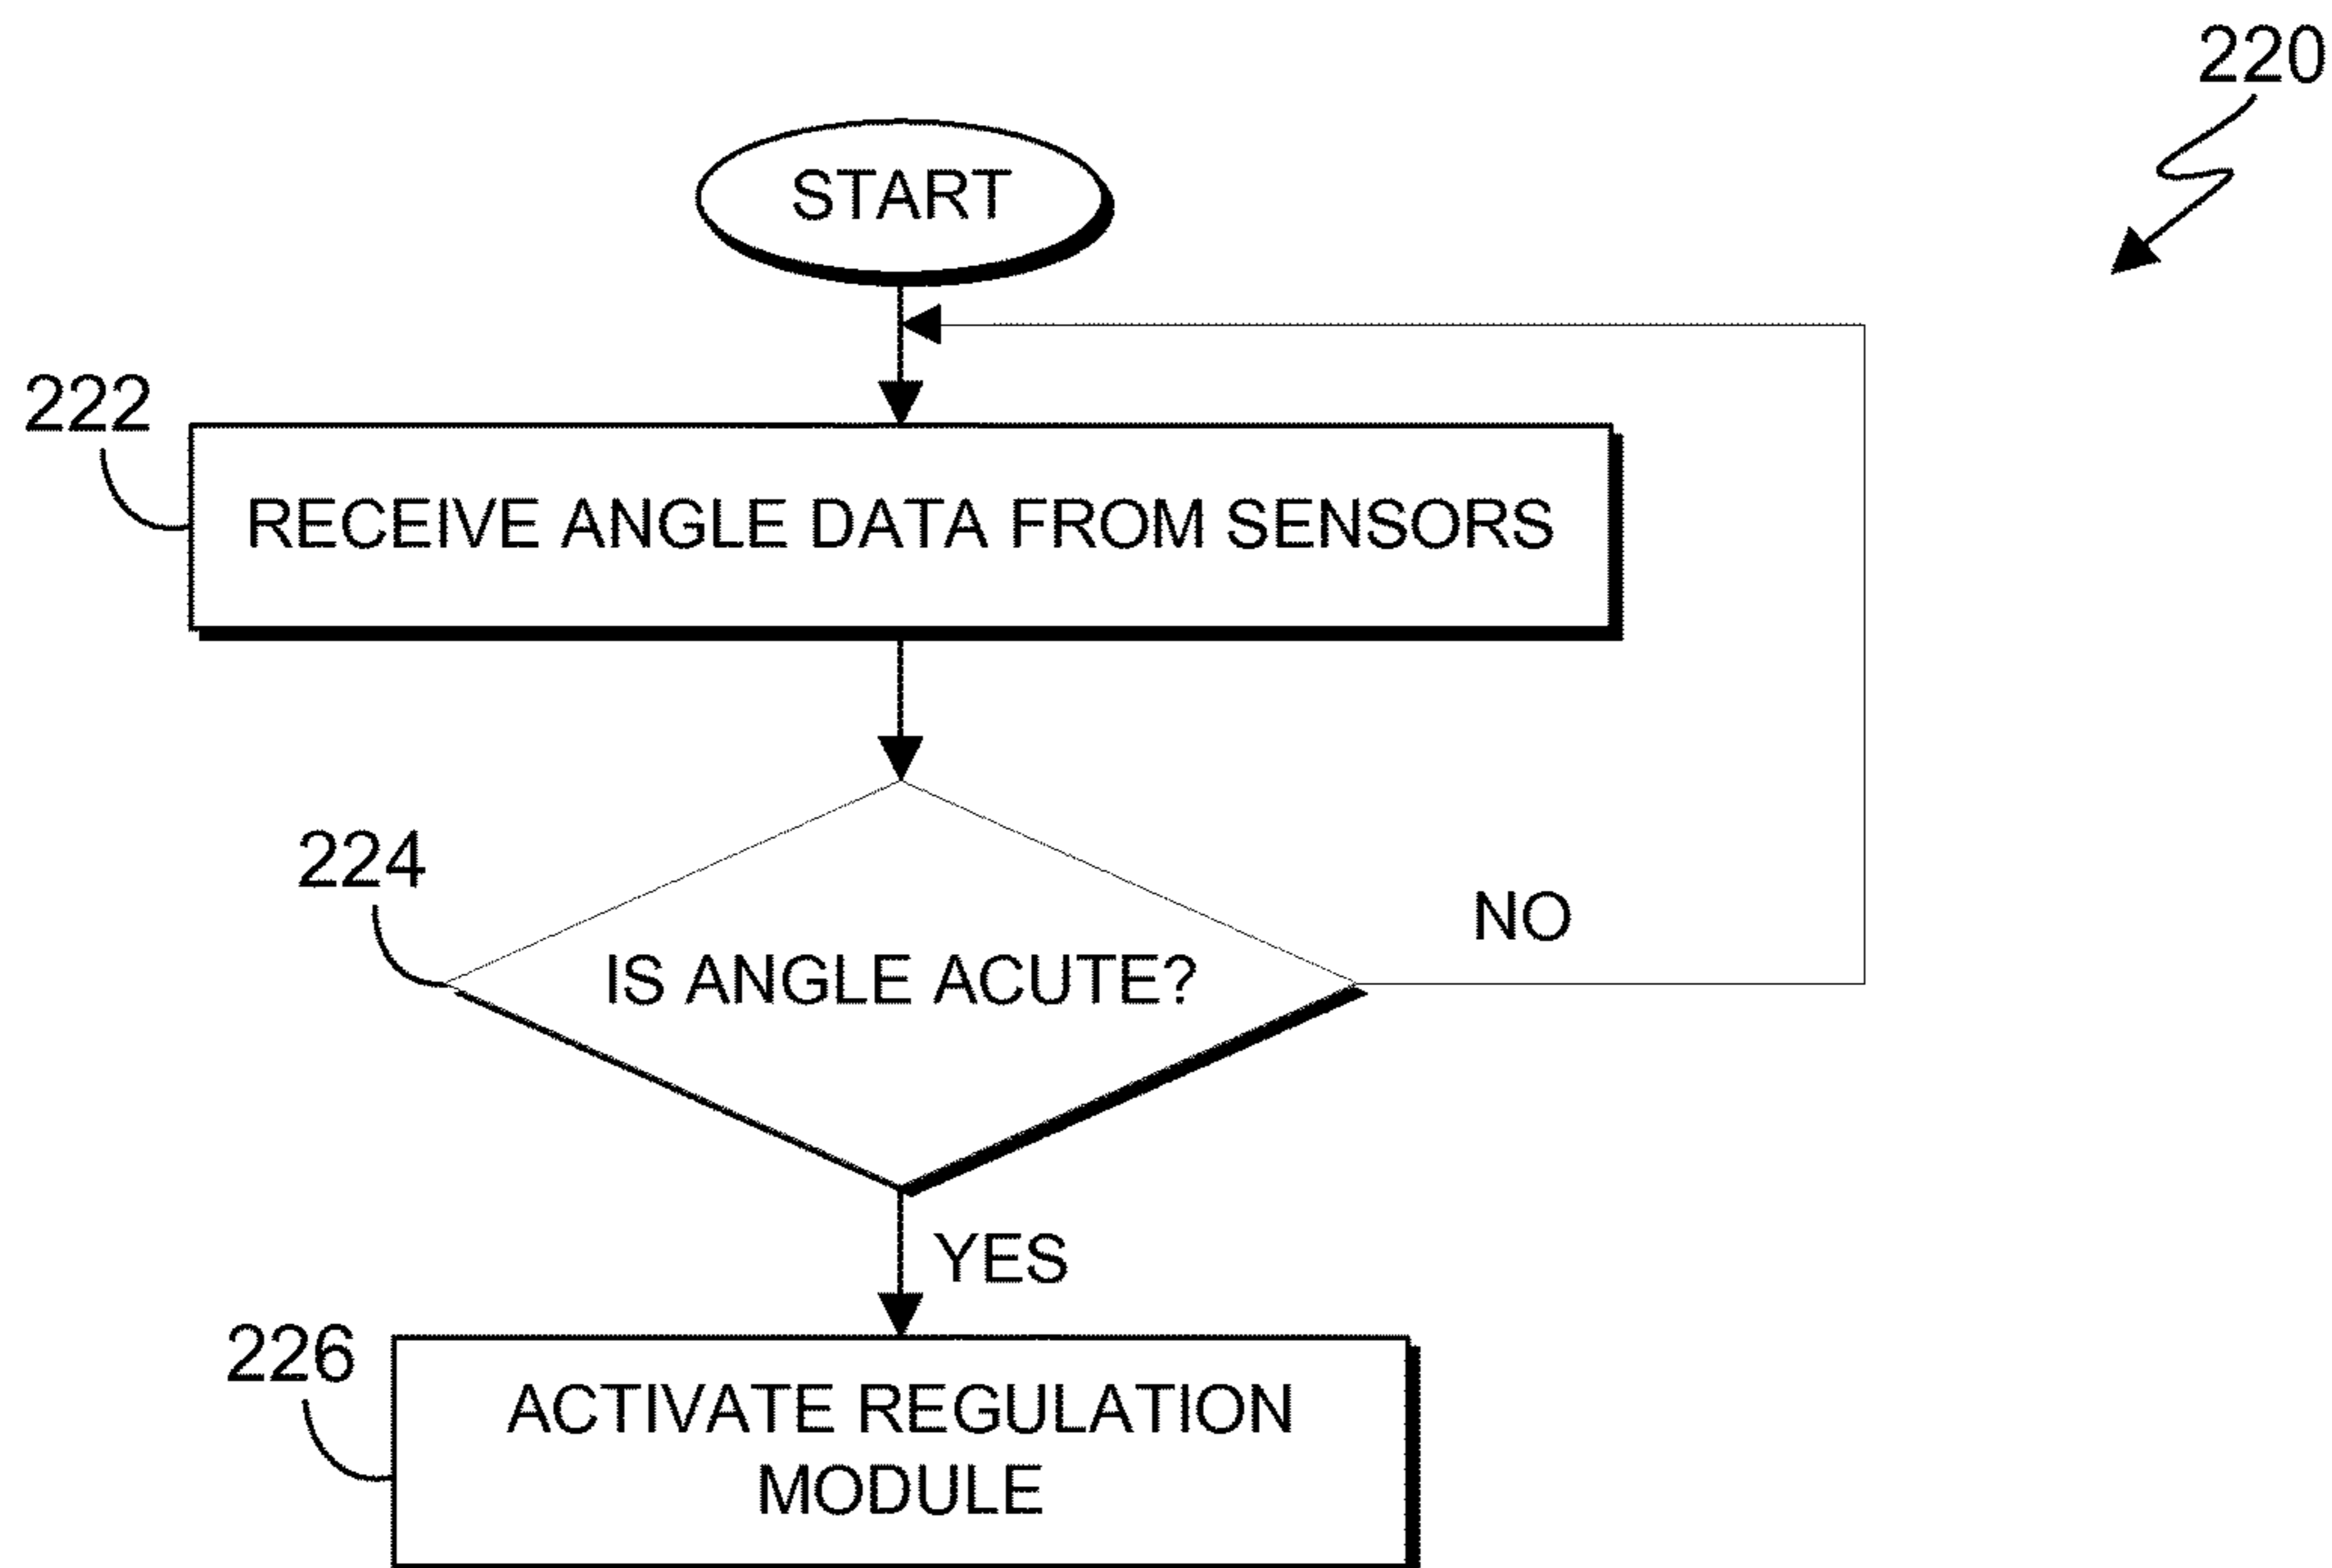 220
START
222
RECEIVE ANGLE DATA FROM SENSORS
224
IS ANGLE ACUTE?
NO
YES
226
ACTIVATE REGULATION
MODULE